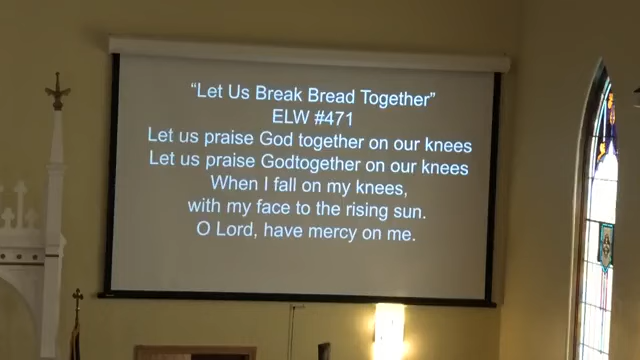 “Let Us Break Bread Together”
ELW #471
Let us praise God together on our knees
Let us praise Godtogether on our knees
When I fall on my knees,
with my face to the rising sun.
O Lord, have mercy on me.